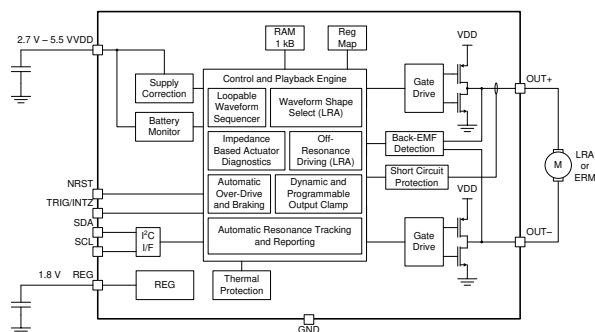 2.7 V – 5.5 V
VDD
RAM
1 kB
Reg
Map
VDD
OUT+
Supply
Correction
Control and Playback Engine
Loopable
Waveform
Sequencer
Waveform Shape
Select (LRA)
Gate
Drive
Battery
Monitor
Impedance
Based Actuator
Diagnostics
Off-
Resonance
Driving (LRA)
Back-EMF
Detection
M
LRA
or
ERM
NRST
TRIG/INTZ
Automatic
Over-Drive
and Braking
Dynamic and
Programmable
Output Clamp
Short Circuit
Protection
VDD
SDA
SCL
I²C
I/F
Automatic Resonance Tracking
and Reporting
Gate
Drive
OUT–
1.8 V
REG
REG
Thermal
Protection
GND